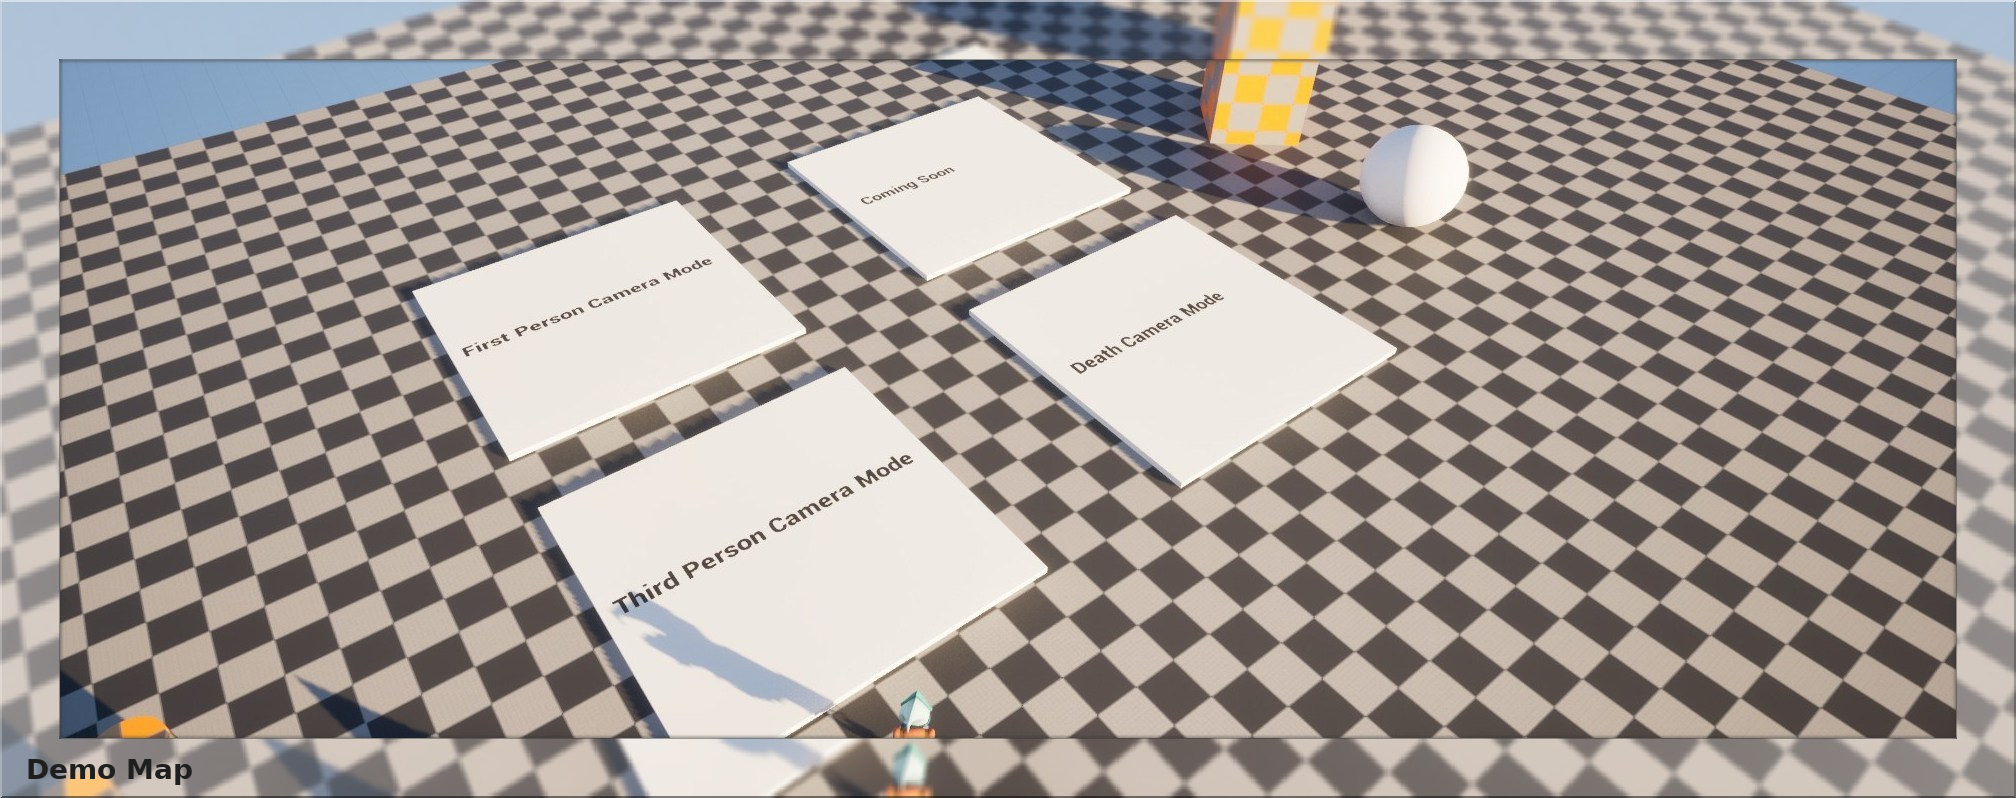 Coming Soon
First Person Camera Mode
Death Camera Mode
Third Person Camera Mode
Demo Map